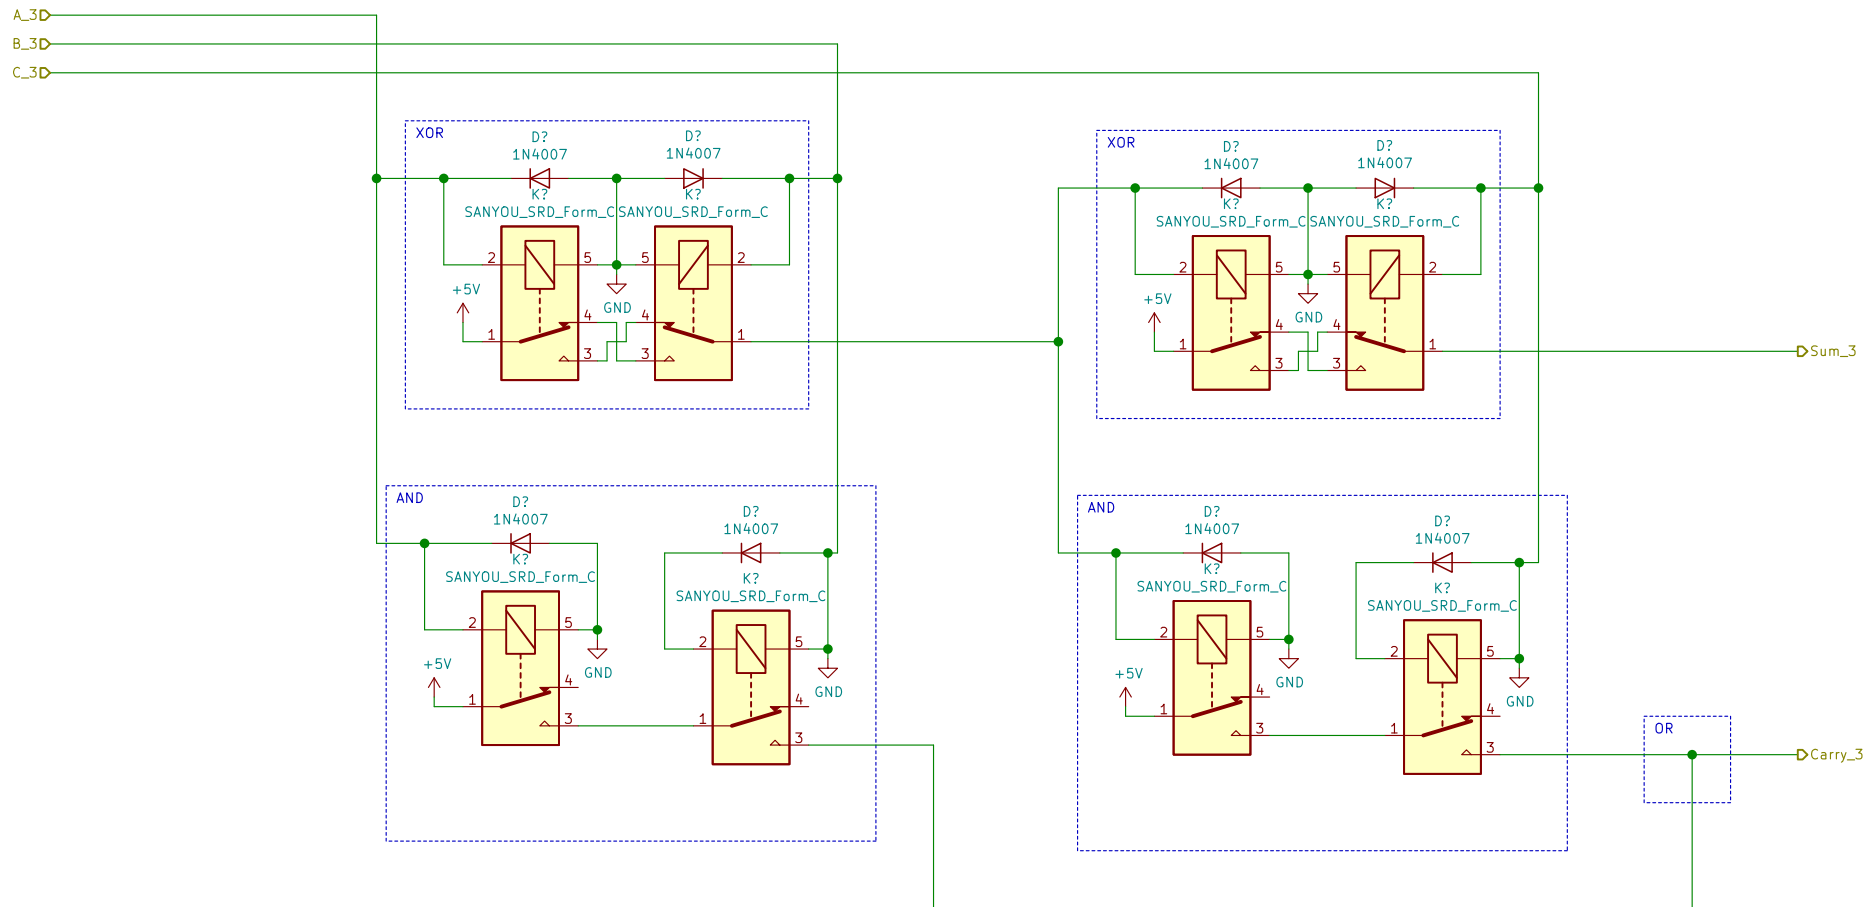 A_3
B_3
C_3
XOR
D?
1N4007
D?
1N4007
K?
SANYOU_SRD_Form_C
K?
SANYOU_SRD_Form_C
2
5
5
2
+5V
GND
4
4
1
1
3
3
XOR
D?
1N4007
D?
1N4007
K?
SANYOU_SRD_Form_C
K?
SANYOU_SRD_Form_C
2
5
5
2
+5V
GND
4
4
1
1
3
3
Sum_3
AND
D?
1N4007
K?
SANYOU_SRD_Form_C
2
5
+5V
GND
4
1
3
D?
1N4007
K?
SANYOU_SRD_Form_C
2
5
GND
4
1
3
AND
D?
1N4007
K?
SANYOU_SRD_Form_C
2
5
+5V
GND
4
1
3
D?
1N4007
K?
SANYOU_SRD_Form_C
2
5
GND
4
1
3
OR
Carry_3